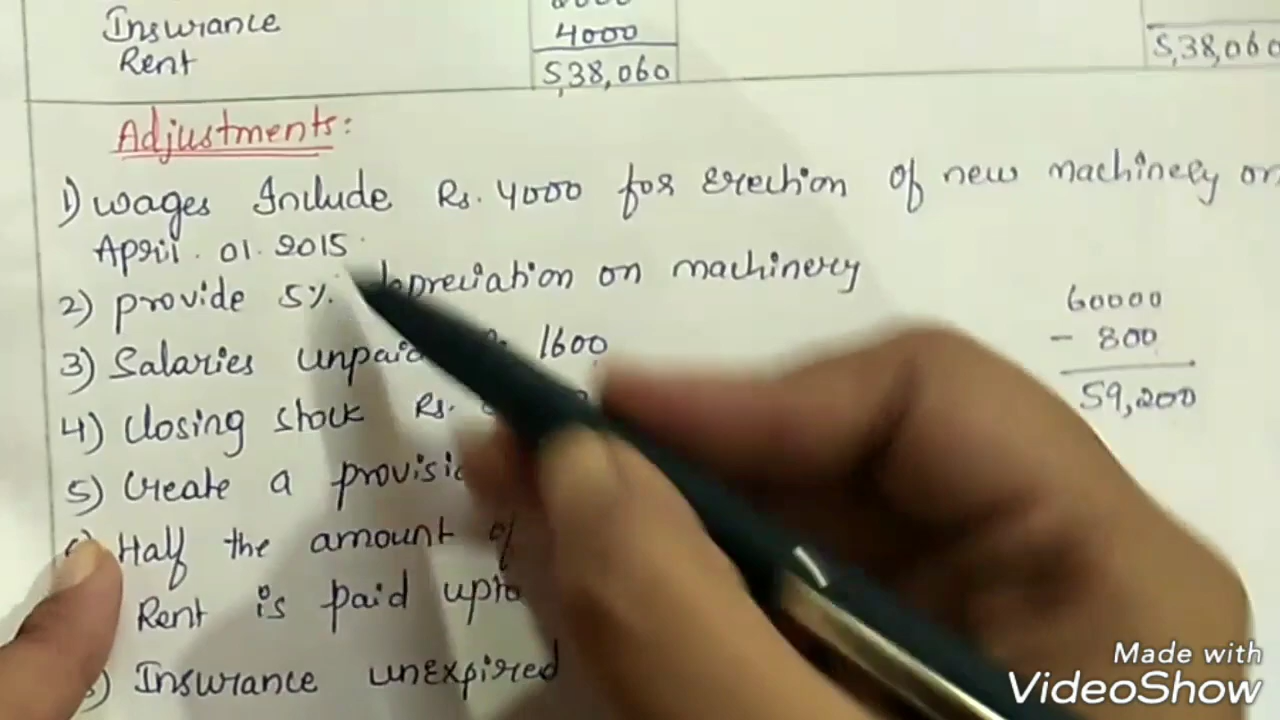 Insurance 4000
Rent 5,38,060 5,38,060
Adjustments:
1) wages Include Rs. 4000 for erection of new machinery on
April . 01. 2015
2) provide 5% depreciation on machinery
3) Salaries unpaid 1600
4) Closing stock Rs.
5) Create a
6) Half the amount of
Rent is paid upto
Insurance unexpired
60000
- 800
59,200
Made with
VideoShow